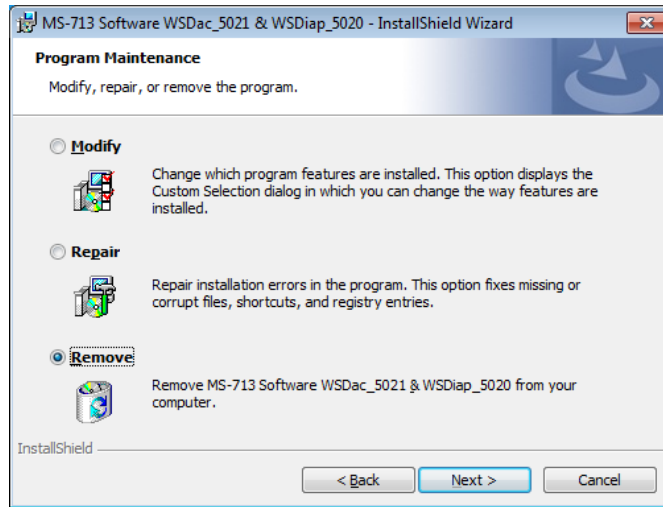 MS-713 Software WSDac_5021 & WSDiap_5020 - InstallShield Wizard
Program Maintenance
Modify, repair, or remove the program.
Modify
Change which program features are installed. This option displays the
Custom Selection dialog in which you can change the way features are
installed.
Repair
Repair installation errors in the program. This option fixes missing or
corrupt files, shortcuts, and registry entries.
Remove
Remove MS-713 Software WSDac_5021 & WSDiap_5020 from your
computer.
InstallShield
< Back
Next >
Cancel